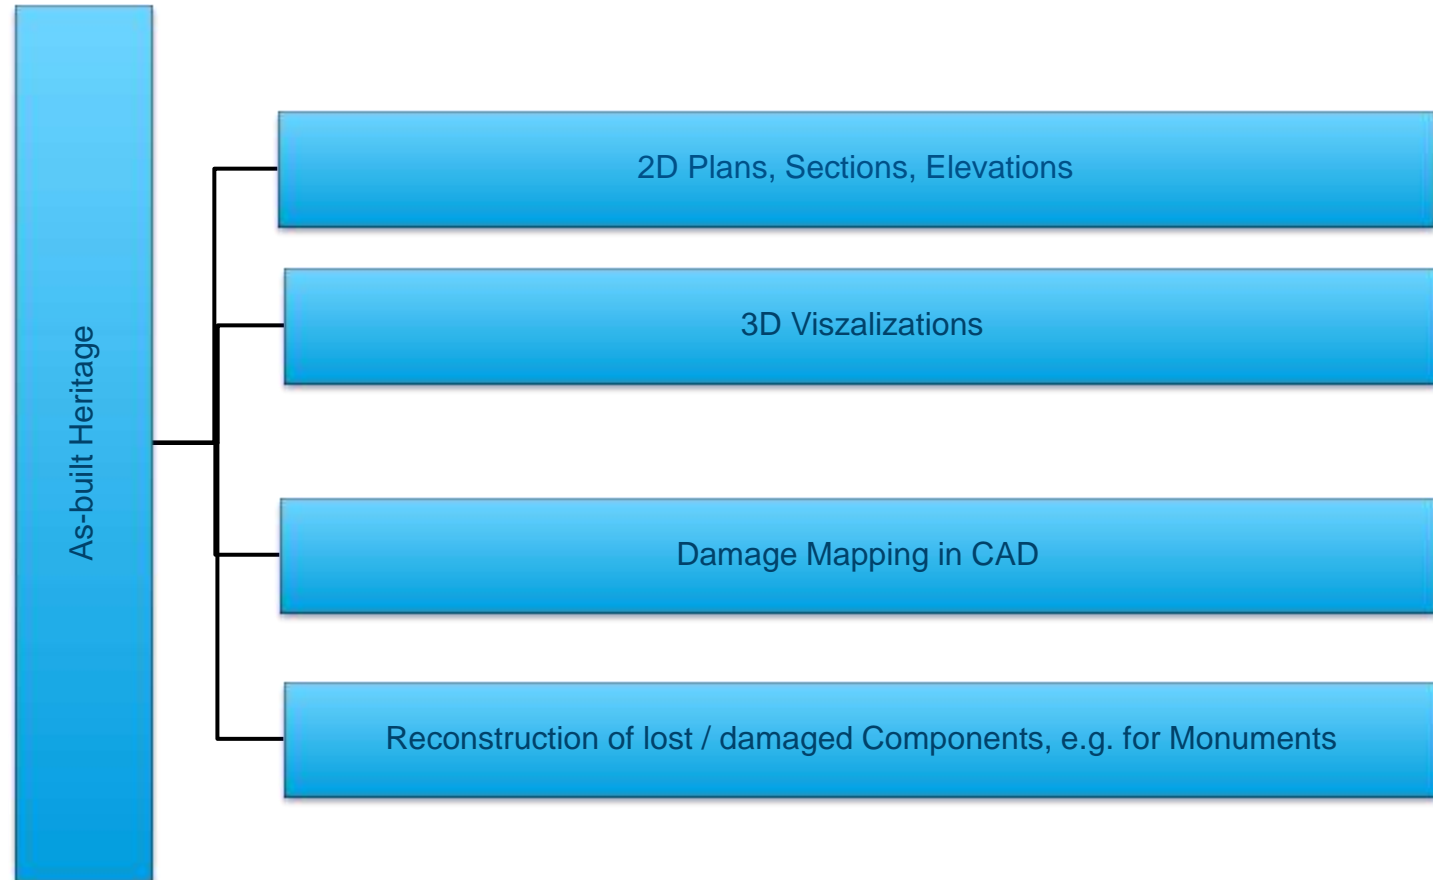 As-built Heritage
2D Plans, Sections, Elevations
3D Viszalizations
Damage Mapping in CAD
Reconstruction of lost / damaged Components, e.g. for Monuments